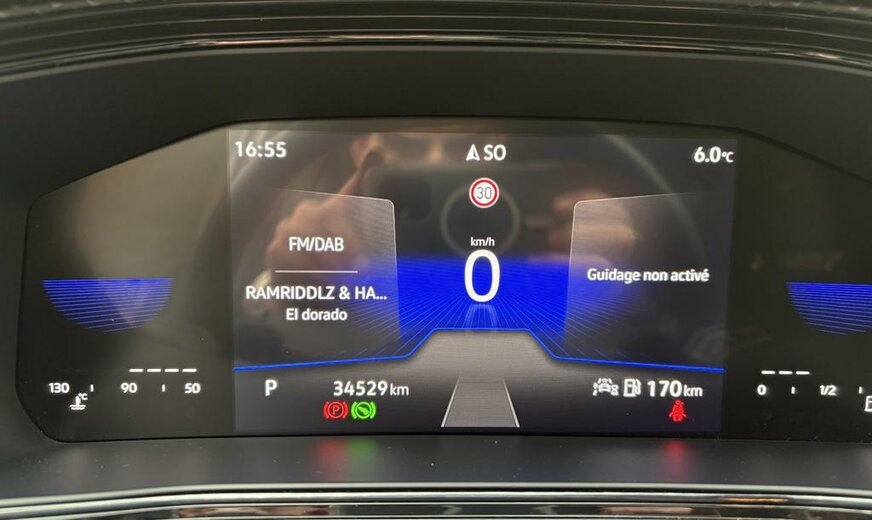 16:55
SO
6.0°C
30
FM/DAB
km/h
0
Guidage non activé
RAMRIDDLZ & HA...
El dorado
130
°C
90
50
P
34529 km
170 km
0
1/2
P